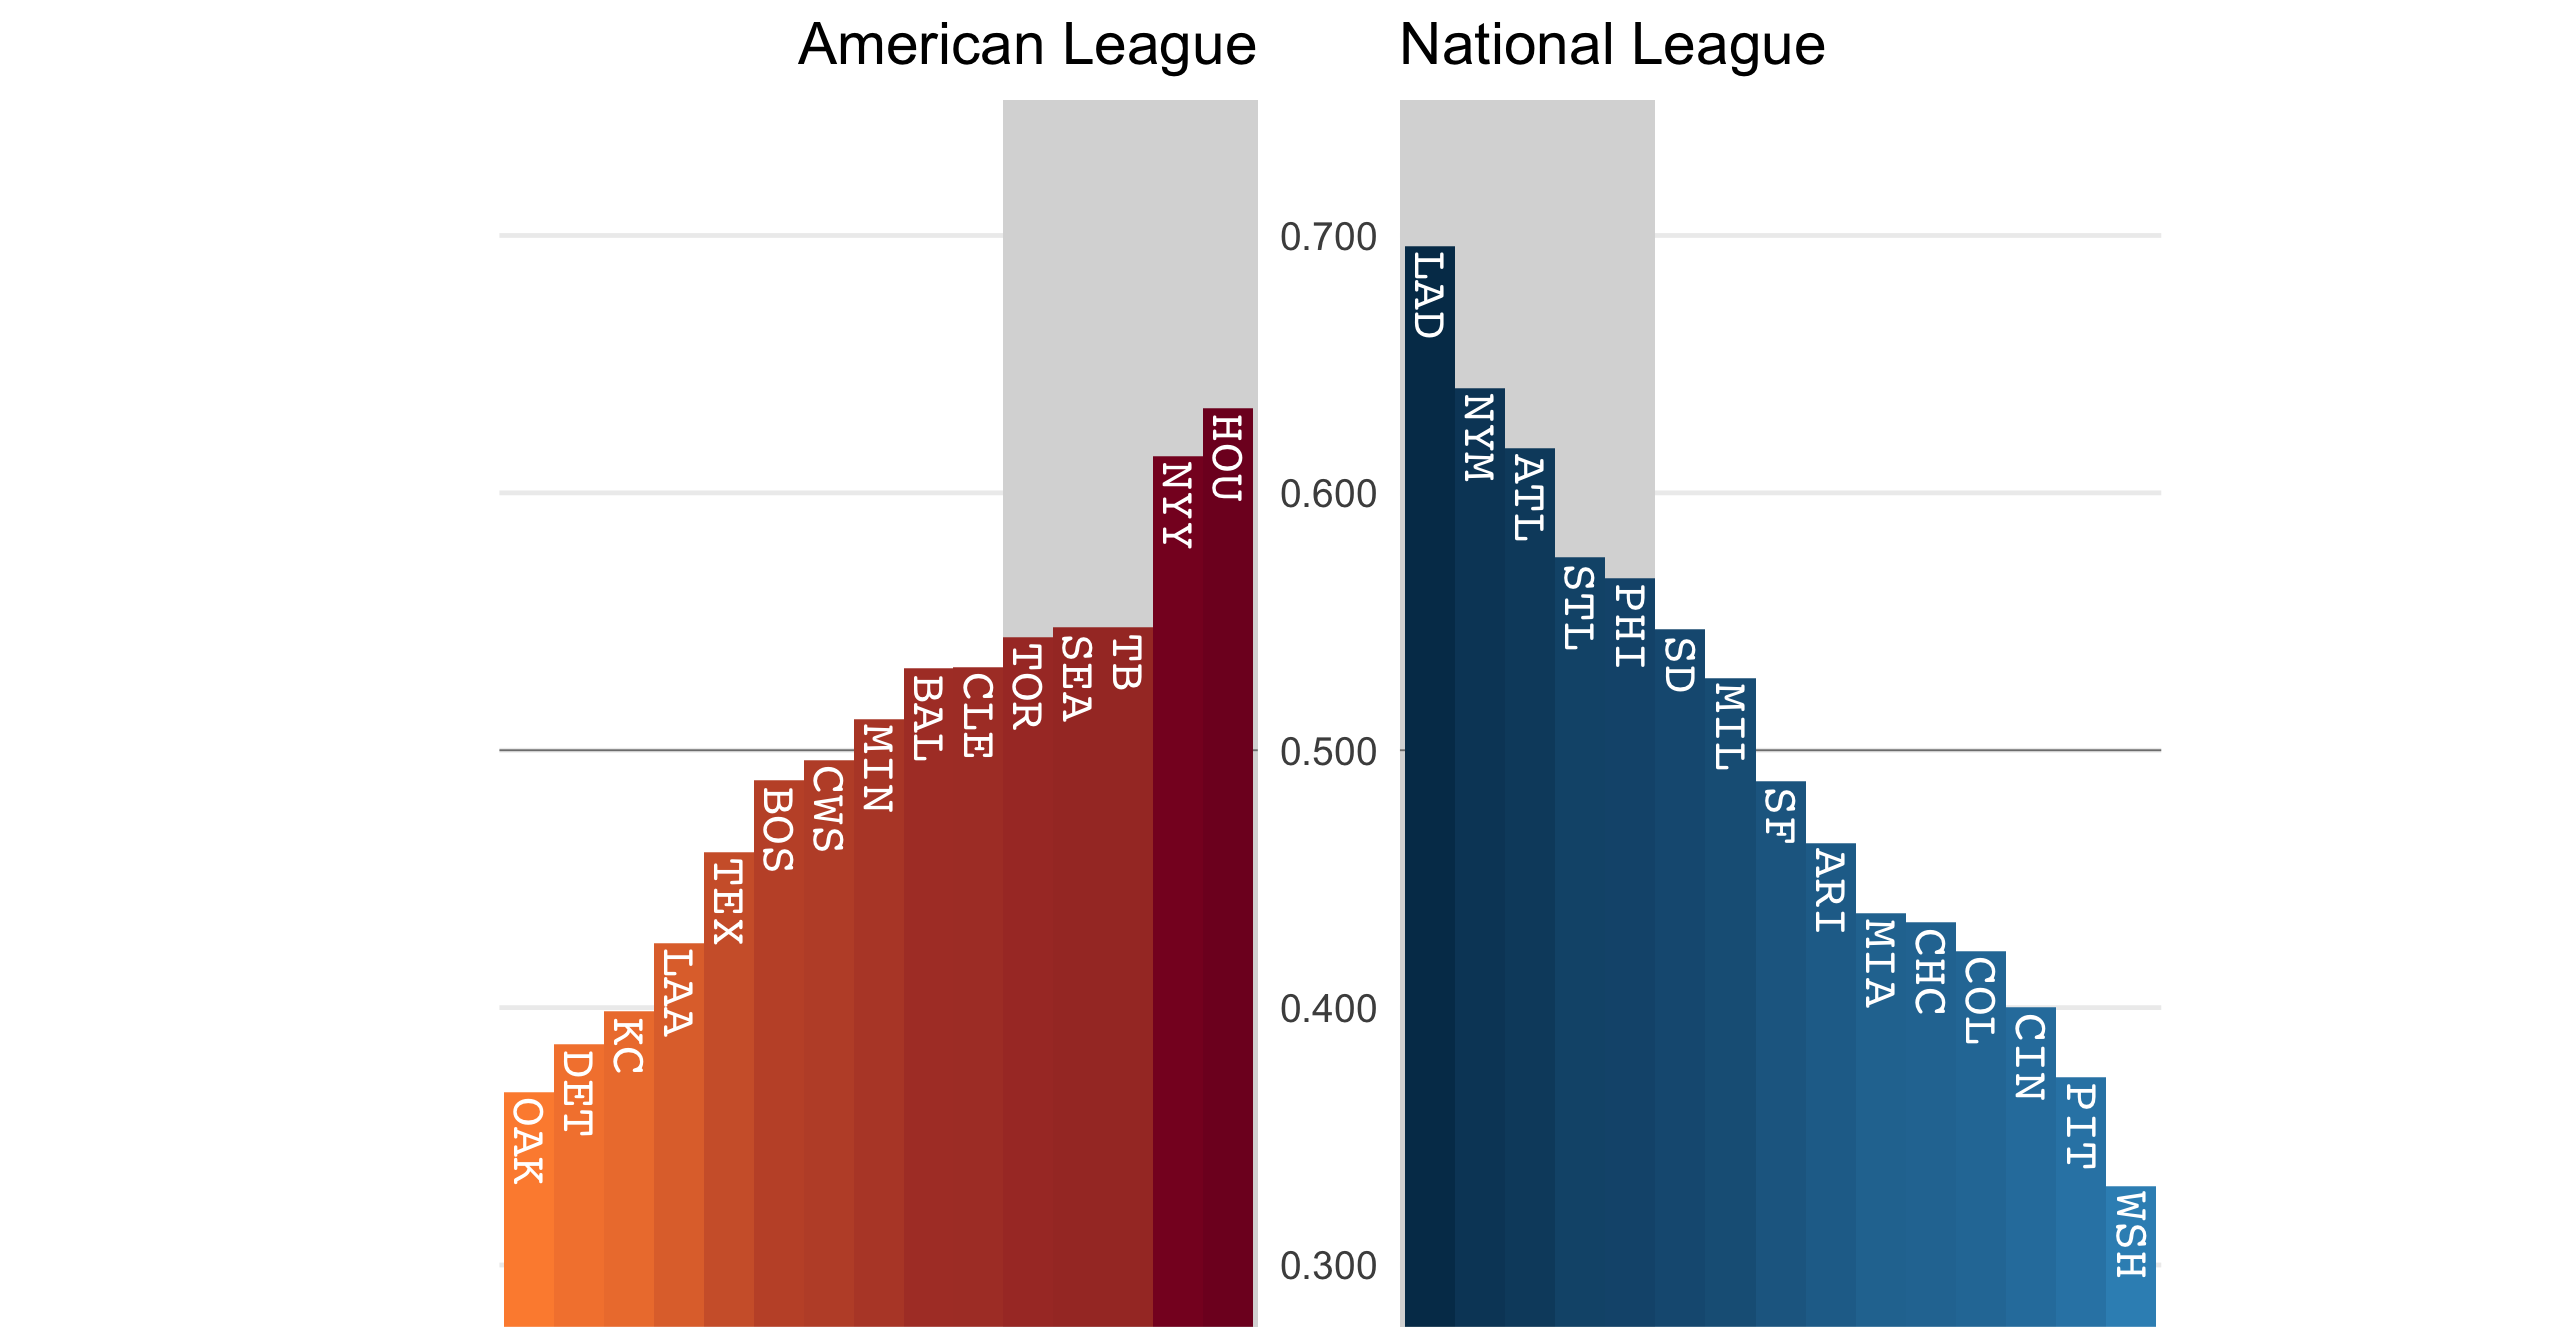 American League
National League
0.700
0.600
0.500
0.400
0.300
OAK
DET
KC
LAA
TEX
BOS
CWS
MIN
BAL
CLE
TOR
SEA
TB
NYY
HOU
LAD
NYM
ATL
STL
PHI
SD
MIL
SF
ARI
MIA
CHC
COL
CIN
PIT
WSH